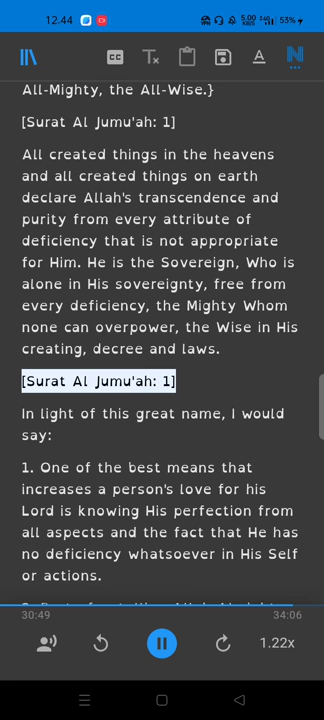 12.44
5.00
KB/S
53%
CC
All-Mighty, the All-Wise.}
[Surat Al Jumu'ah: 1]
All created things in the heavens
and all created things on earth
declare Allah's transcendence and
purity from every attribute of
deficiency that is not appropriate
for Him. He is the Sovereign, Who is
alone in His sovereignty, free from
every deficiency, the Mighty Whom
none can overpower, the Wise in His
creating, decree and laws.
[Surat Al Jumu'ah: 1]
In light of this great name, I would
say:
1. One of the best means that
increases a person's love for his
Lord is knowing His perfection from
all aspects and the fact that He has
no deficiency whatsoever in His Self
or actions.
30:49
34:06
1.22x